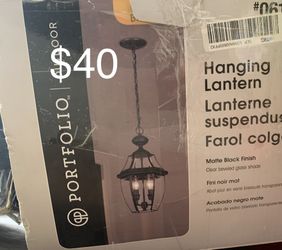 #061
$40
PORTFOLIO
Hanging
Lantern
Lanterne
suspendu
Farol colg
Matte Black Finish
Clear beveled glass shade
Fini noir mat
Acabado negro mate